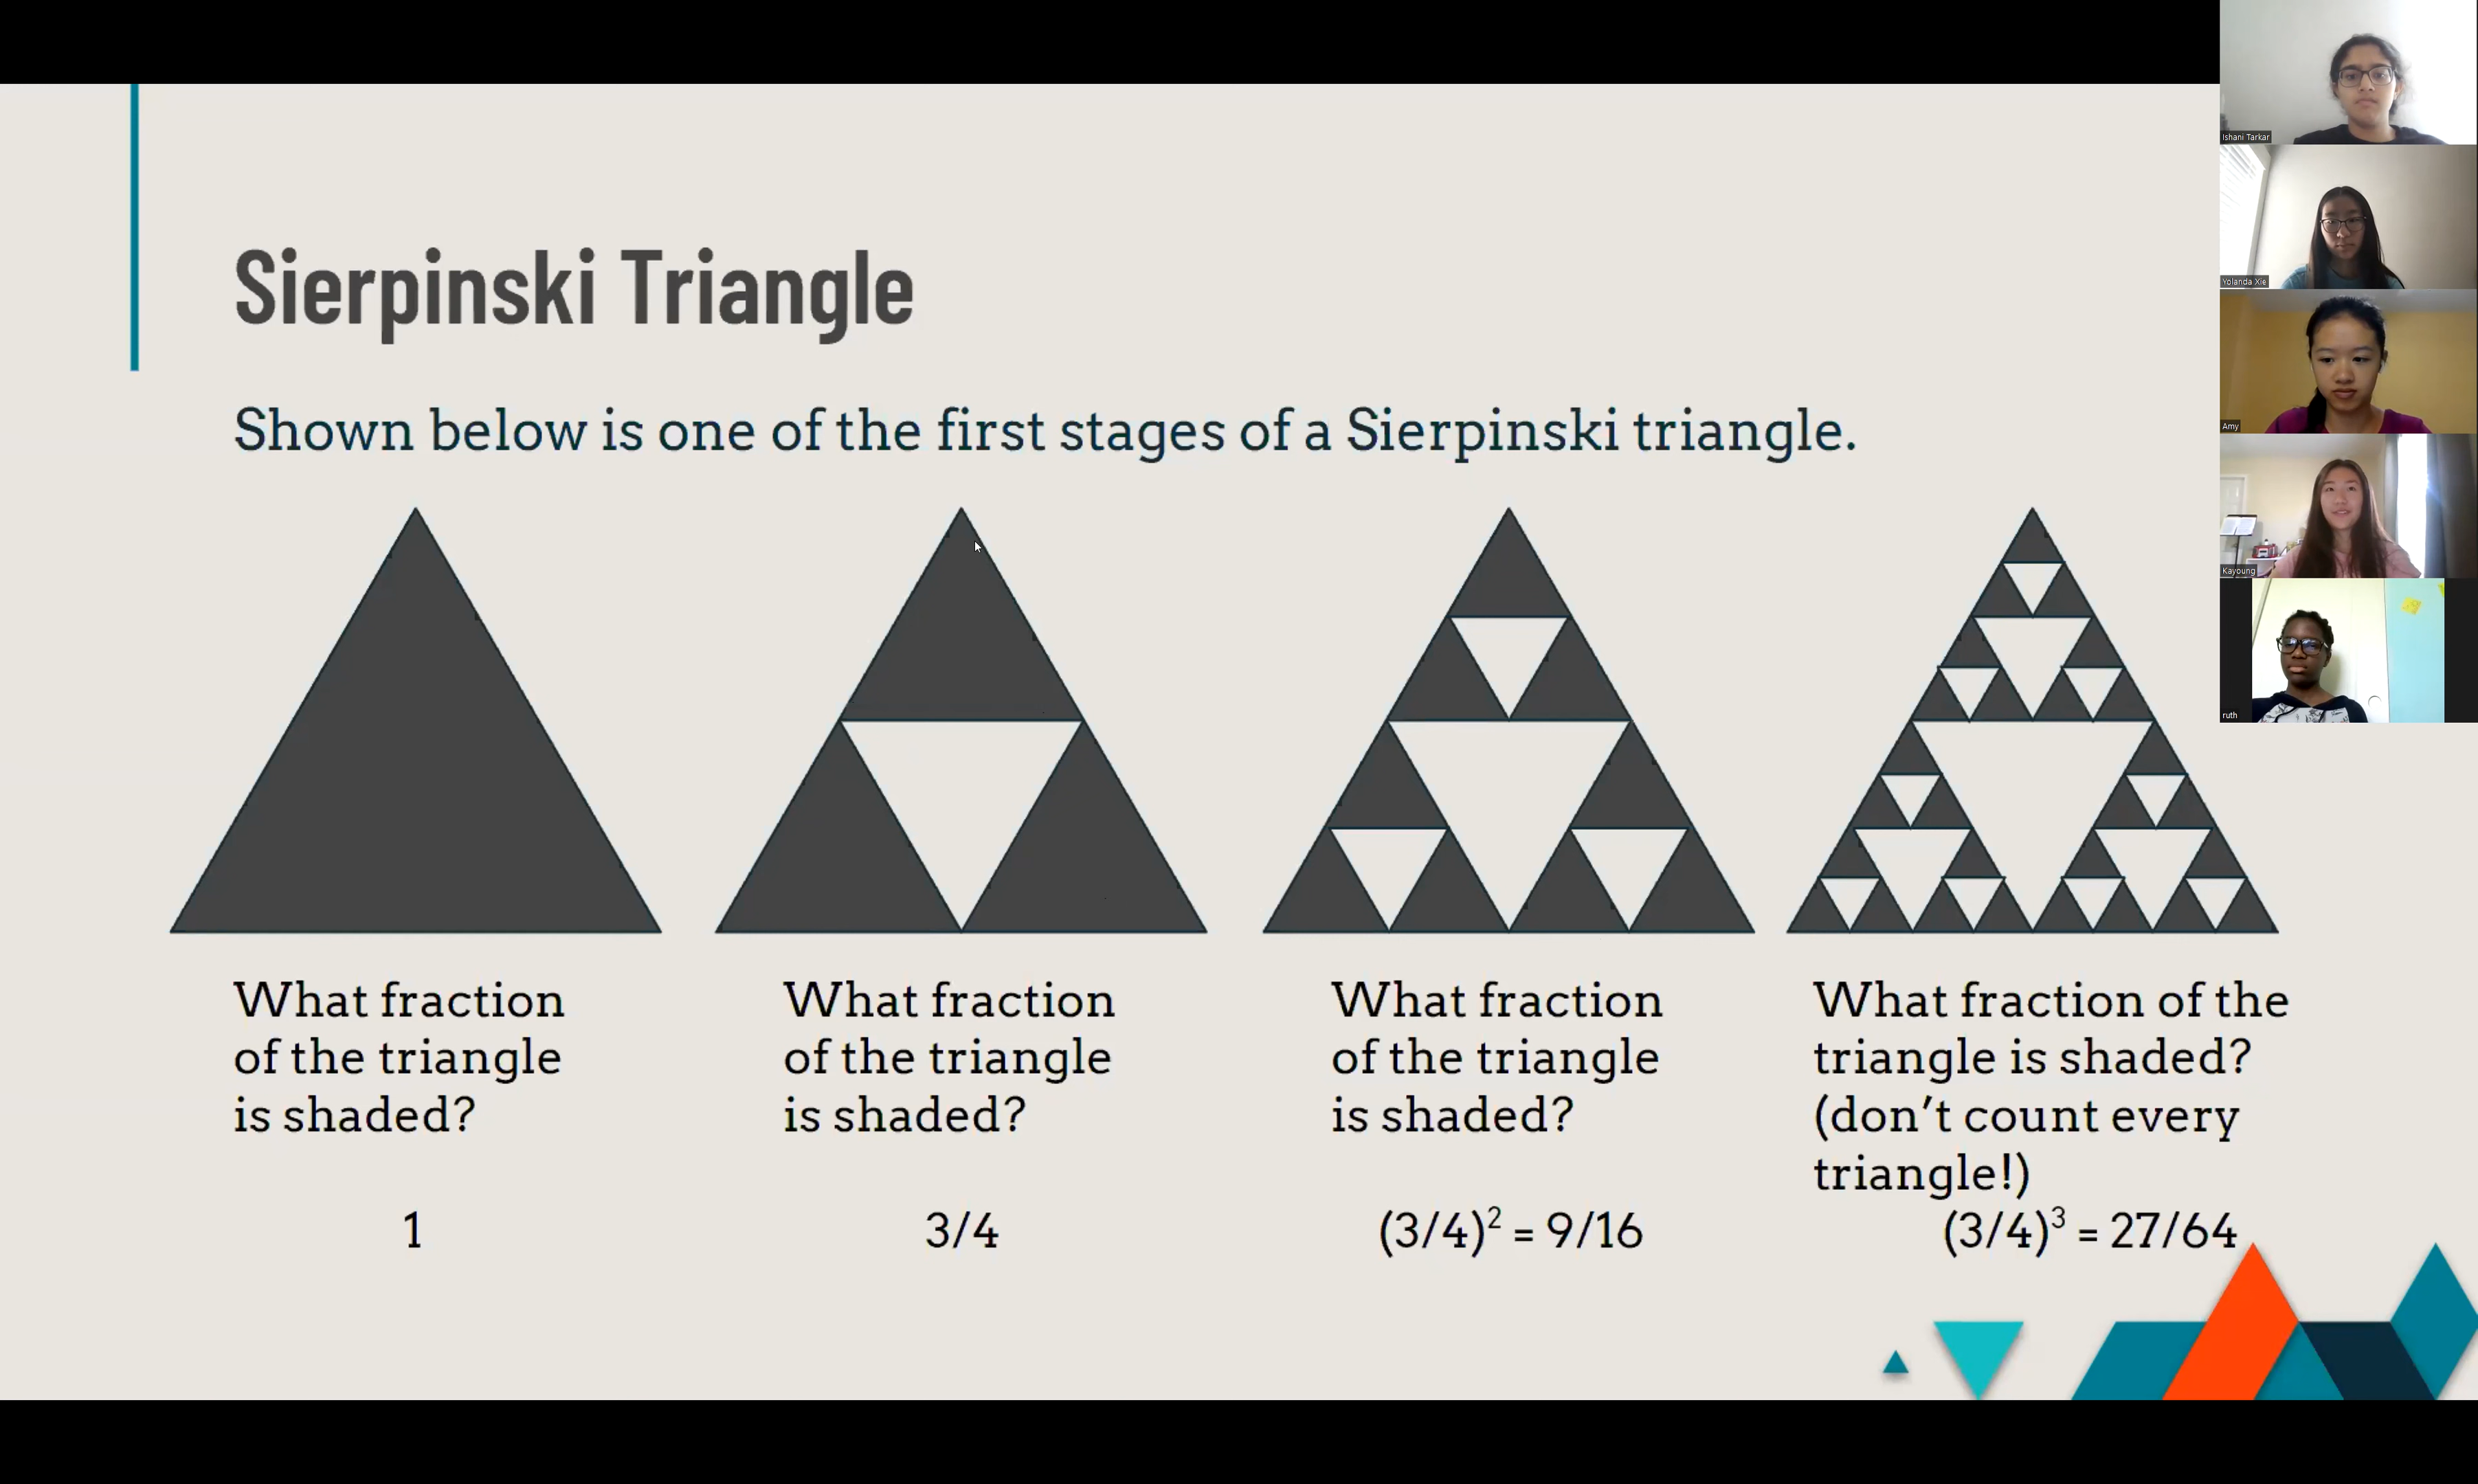 Sierpinski Triangle
Shown below is one of the first stages of a Sierpinski triangle.
What fraction
of the triangle
is shaded?
1
What fraction
of the triangle
is shaded?
3/4
What fraction
of the triangle
is shaded?
(3/4)² = 9/16
What fraction of the
triangle is shaded?
(don’t count every
triangle!)
(3/4)³ = 27/64
Ishani Tarkar
Yolanda Xie
Amy
Kayoung
ruth